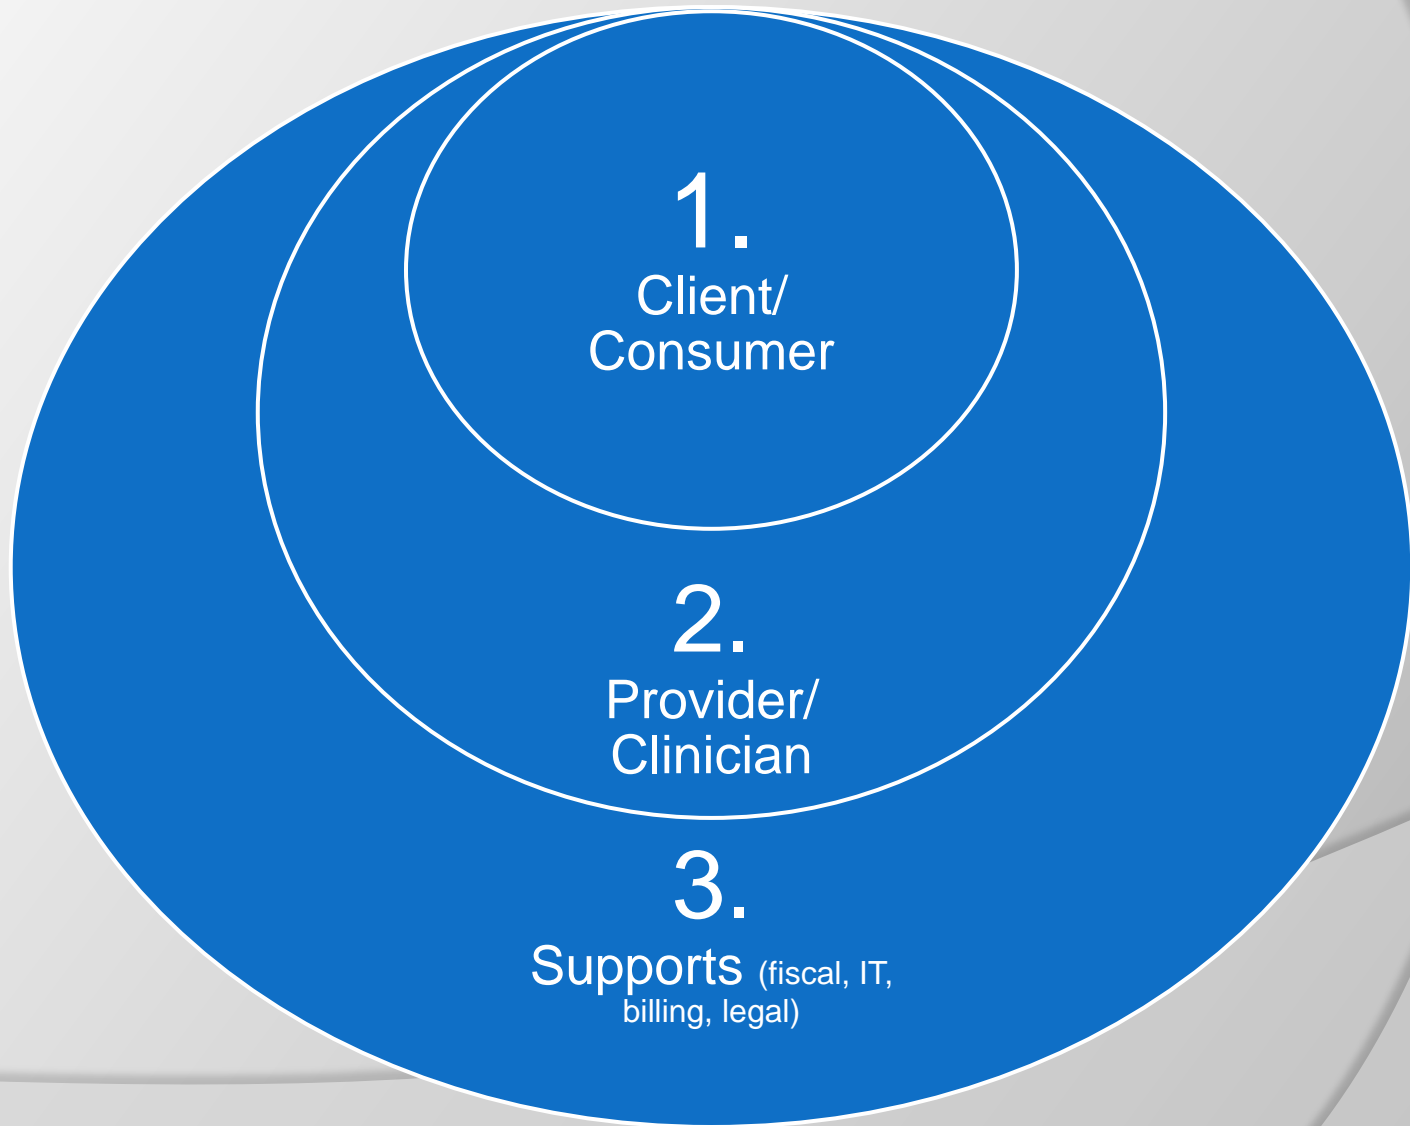 1.
Client/
Consumer
2.
Provider/
Clinician
3.
Supports (fiscal, IT,
billing, legal)